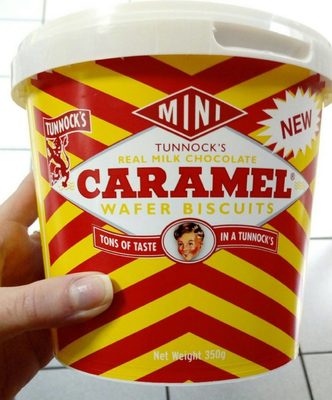 MINI
TUNNOCK'S
NEW
TUNNOCK'S
REAL MILK CHOCOLATE
CARAMEL®
WAFER BISCUITS
TONS OF TASTE IN A TUNNOCK'S
Net Weight 350g